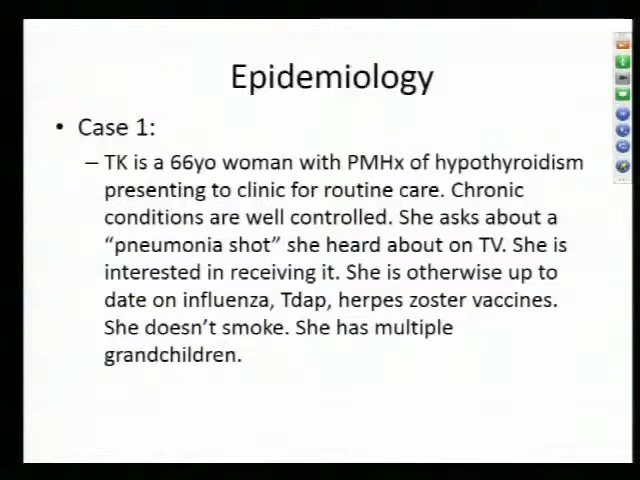 Epidemiology
• Case 1:
– TK is a 66yo woman with PMHx of hypothyroidism
presenting to clinic for routine care. Chronic
conditions are well controlled. She asks about a
“pneumonia shot” she heard about on TV. She is
interested in receiving it. She is otherwise up to
date on influenza, Tdap, herpes zoster vaccines.
She doesn’t smoke. She has multiple
grandchildren.